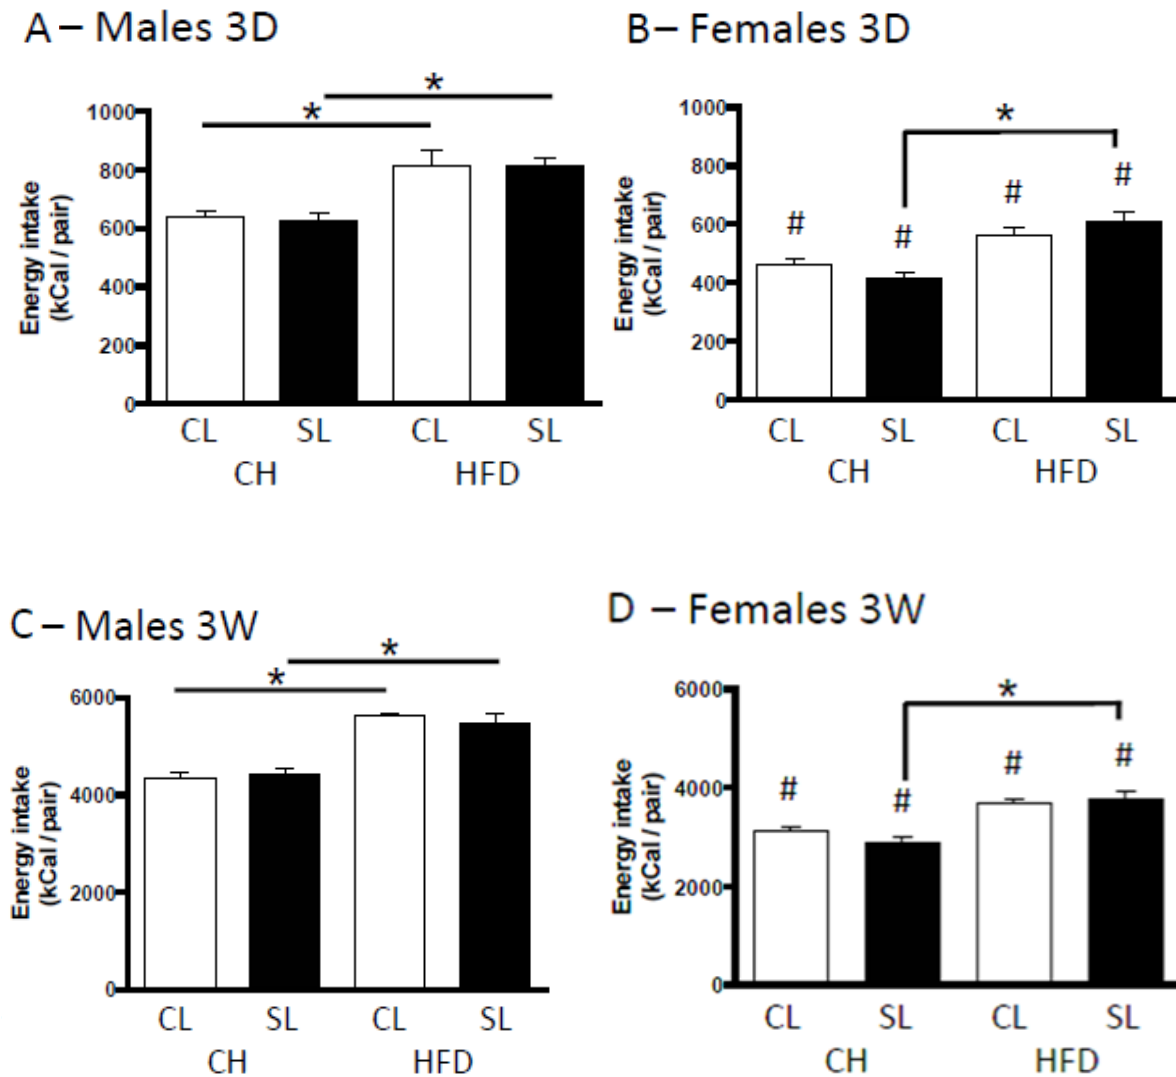 A – Males 3D
*
*
1000
800
600
400
200
0
Energy intake
(kCal / pair)
CL SL CL SL
CH HFD
B – Females 3D
*
# # # #
1000
800
600
400
200
0
Energy intake
(kCal / pair)
CL SL CL SL
CH HFD
C – Males 3W
*
*
6000
4000
2000
0
Energy intake
(kCal / pair)
CL SL CL SL
CH HFD
D – Females 3W
*
# # # #
6000
4000
2000
0
Energy intake
(kCal / pair)
CL SL CL SL
CH HFD